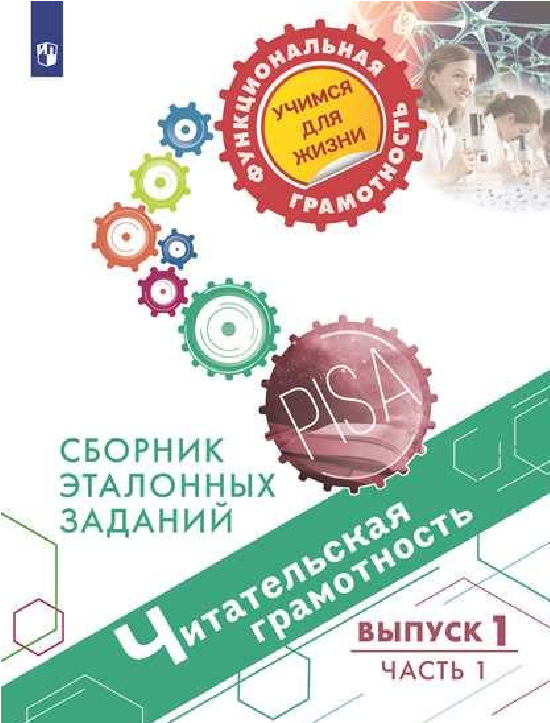 ФУНКЦИОНАЛЬНАЯ
ГРАМОТНОСТЬ
УЧИМСЯ
ДЛЯ
ЖИЗНИ
PISA
СБОРНИК
ЭТАЛОННЫХ
ЗАДАНИЙ
Читательская
грамотность
ВЫПУСК 1
ЧАСТЬ 1